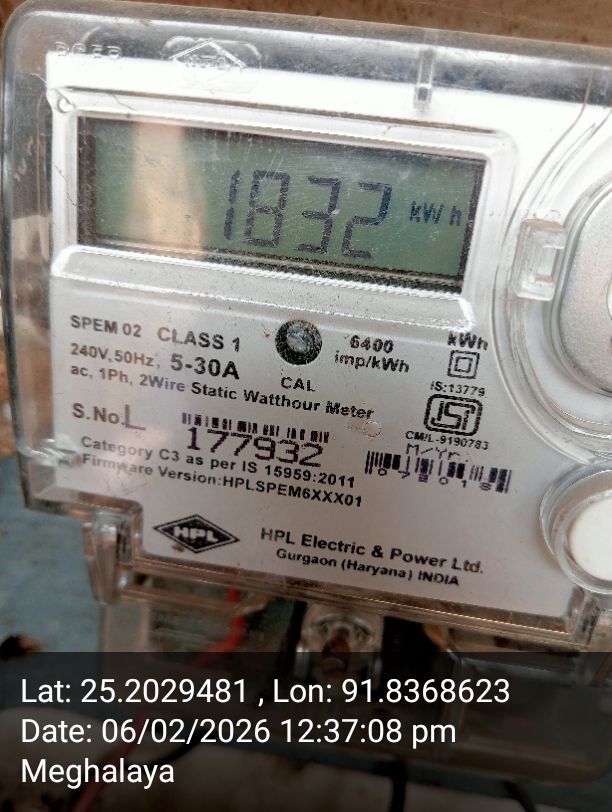 1832 kWh
SPEM 02 CLASS 1
6400 imp/kWh
kWh
240V, 50Hz, 5-30A
CAL
ac, 1Ph, 2Wire Static Watthour Meter
IS:13779
ISI
CM/L-9190783
S.No. L 177932
M/Yr.
Category C3 as per IS 15959:2011
Firmware Version:HPLSPEM6XXX01
HPL
HPL Electric & Power Ltd.
Gurgaon (Haryana) INDIA
Lat: 25.2029481 , Lon: 91.8368623
Date: 06/02/2026 12:37:08 pm
Meghalaya